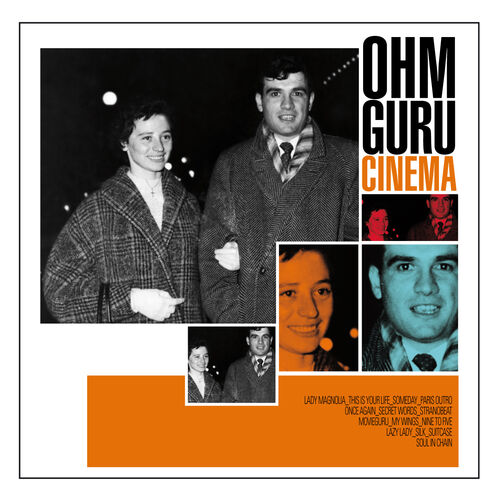 OHM
GURU
CINEMA
LADY MAGNOLIA_THIS IS YOUR LIFE_SOMEDAY_PARIS OUTRO
ONCE AGAIN_SECRET WORDS_STRANOBEAT
MOVIEGURU_MY WINGS_NINE TO FIVE
LAZY LADY_SILK_SUITCASE
SOUL IN CHAIN